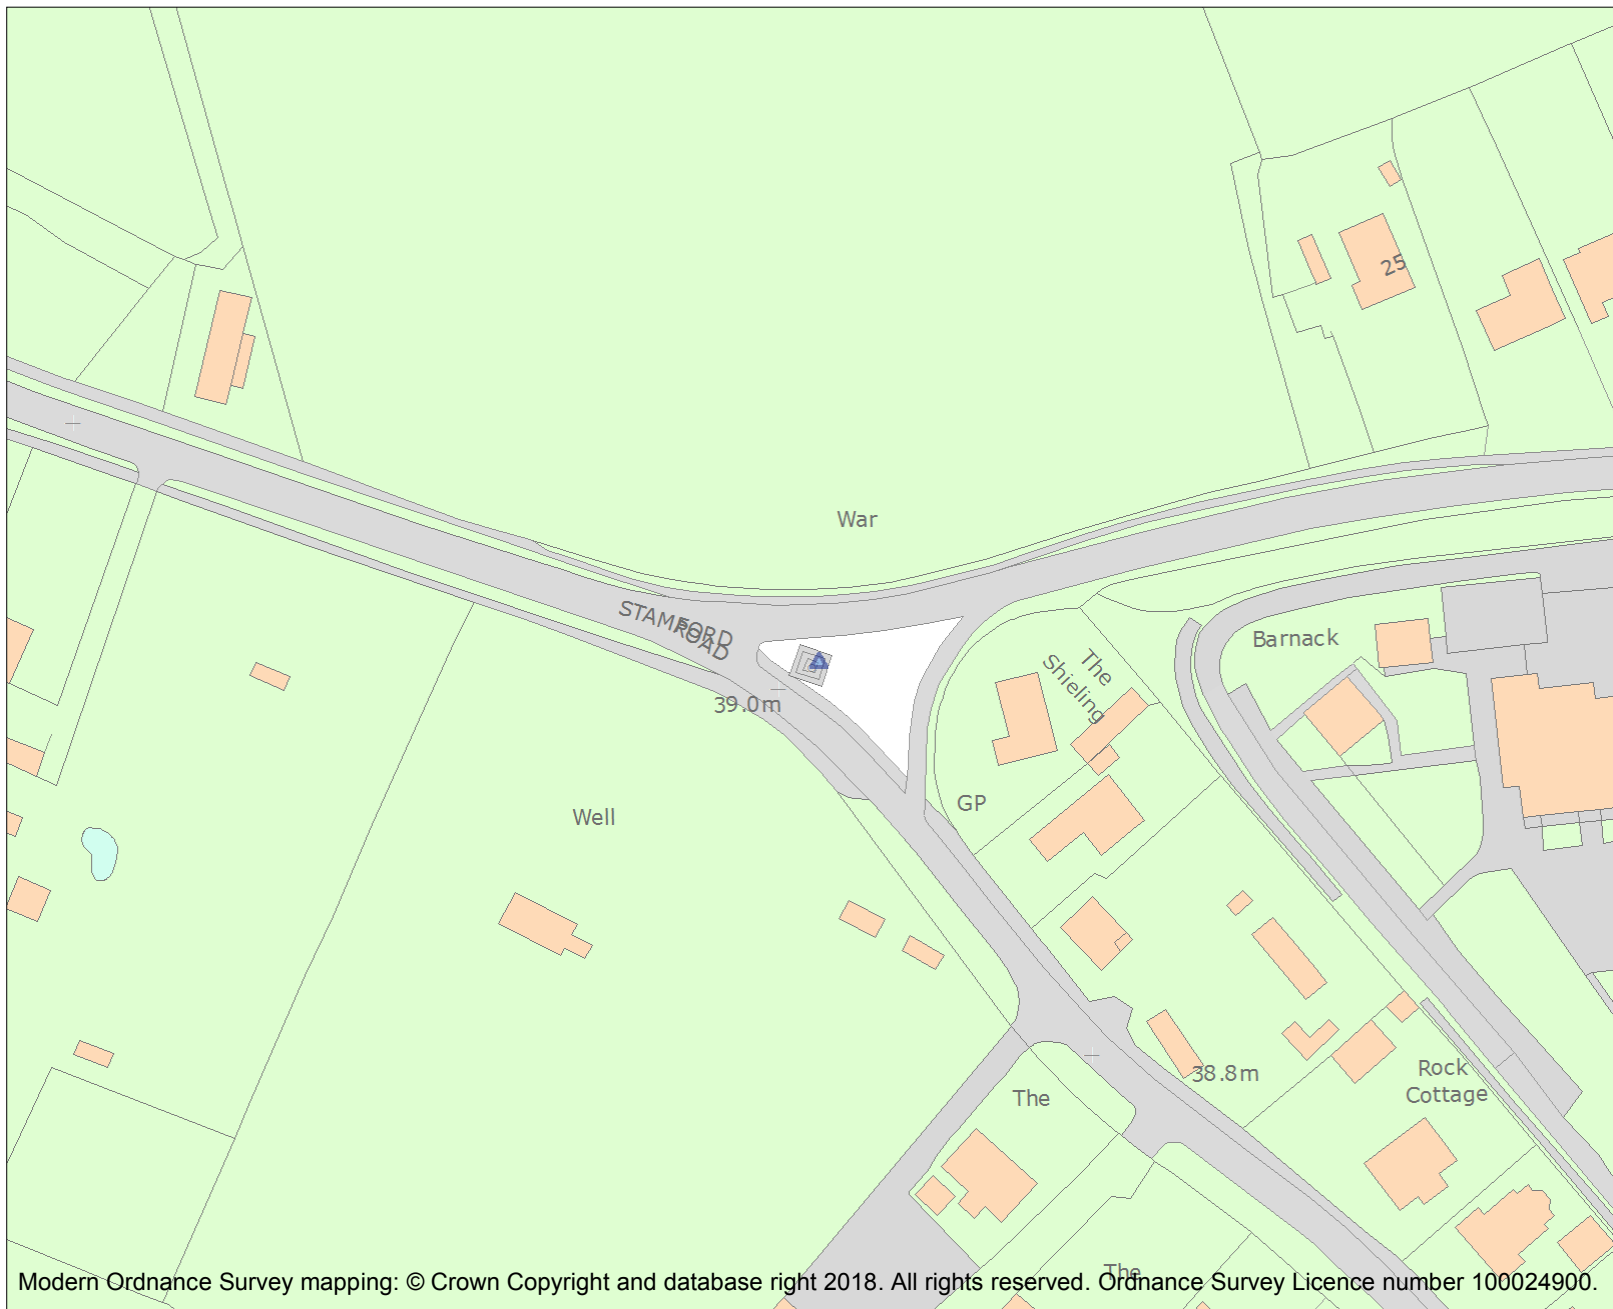 25
War
STAMFORD
ROAD
Barnack
The
Shieling
39.0m
GP
Well
Rock
Cottage
38.8m
The
The
Modern Ordnance Survey mapping: © Crown Copyright and database right 2018. All rights reserved. Ordnance Survey Licence number 100024900.